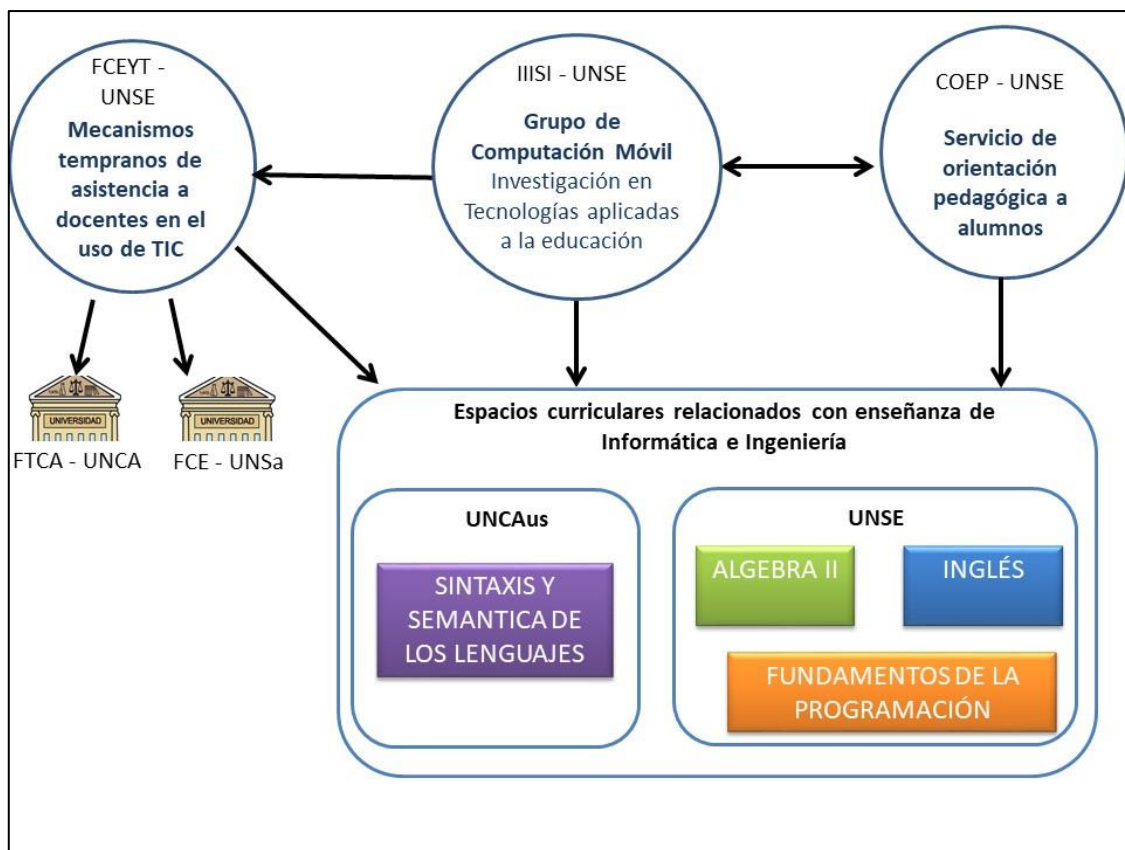 FCEYT -
UNSE
Mecanismos
tempranos de
asistencia a
docentes en el
uso de TIC
IIISI - UNSE
Grupo de
Computación Móvil
Investigación en
Tecnologías aplicadas
a la educación
COEP - UNSE
Servicio de
orientación
pedagógica a
alumnos
UNIVERSIDAD
FTCA - UNCA
UNIVERSIDAD
FCE - UNSa
Espacios curriculares relacionados con enseñanza de
Informática e Ingeniería
UNCAus
SINTAXIS Y
SEMANTICA DE
LOS LENGUAJES
UNSE
ALGEBRA II
INGLÉS
FUNDAMENTOS DE LA
PROGRAMACIÓN